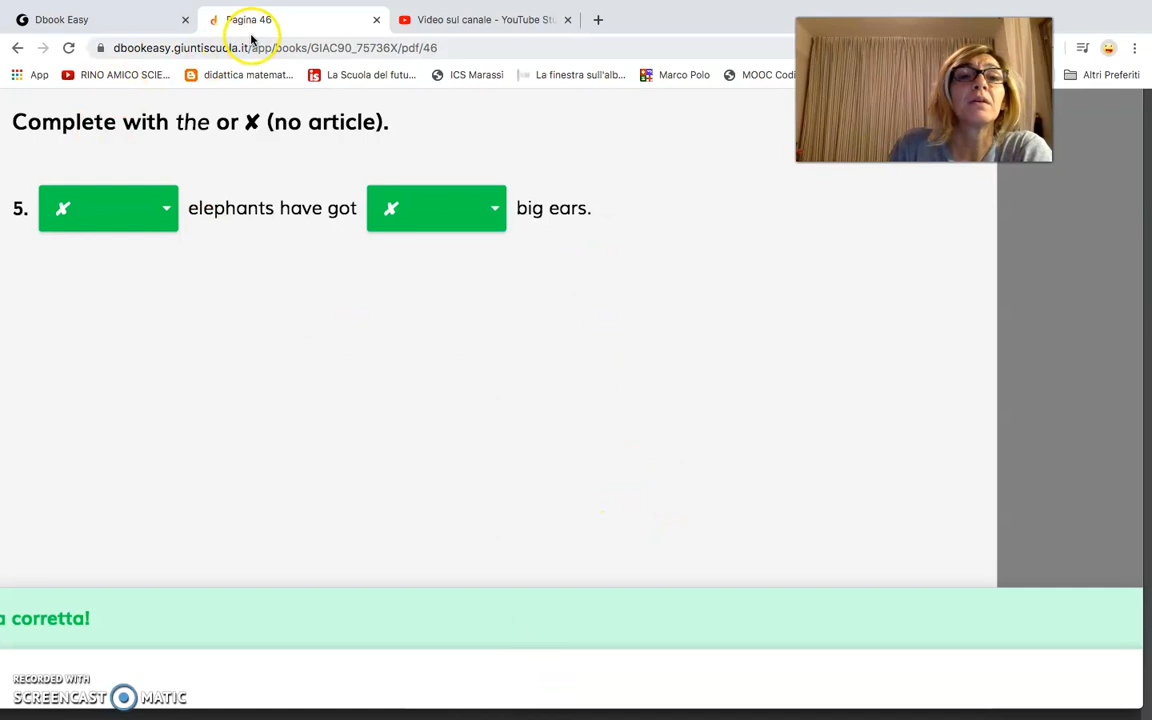 Dbook Easy
Pagina 46
Video sul canale - YouTube St
dbookeasy.giuntiscuola.it/app/books/GIAC90_75736X/pdf/46
App
RINO AMICO SCIE...
didattica matemat...
La Scuola del futu...
ICS Marassi
La finestra sull'alb...
Marco Polo
MOOC Codi
Altri Preferiti
Complete with the or ✘ (no article).
5. ✘ elephants have got ✘ big ears.
a corretta!
RECORDED WITH
SCREENCAST MATIC